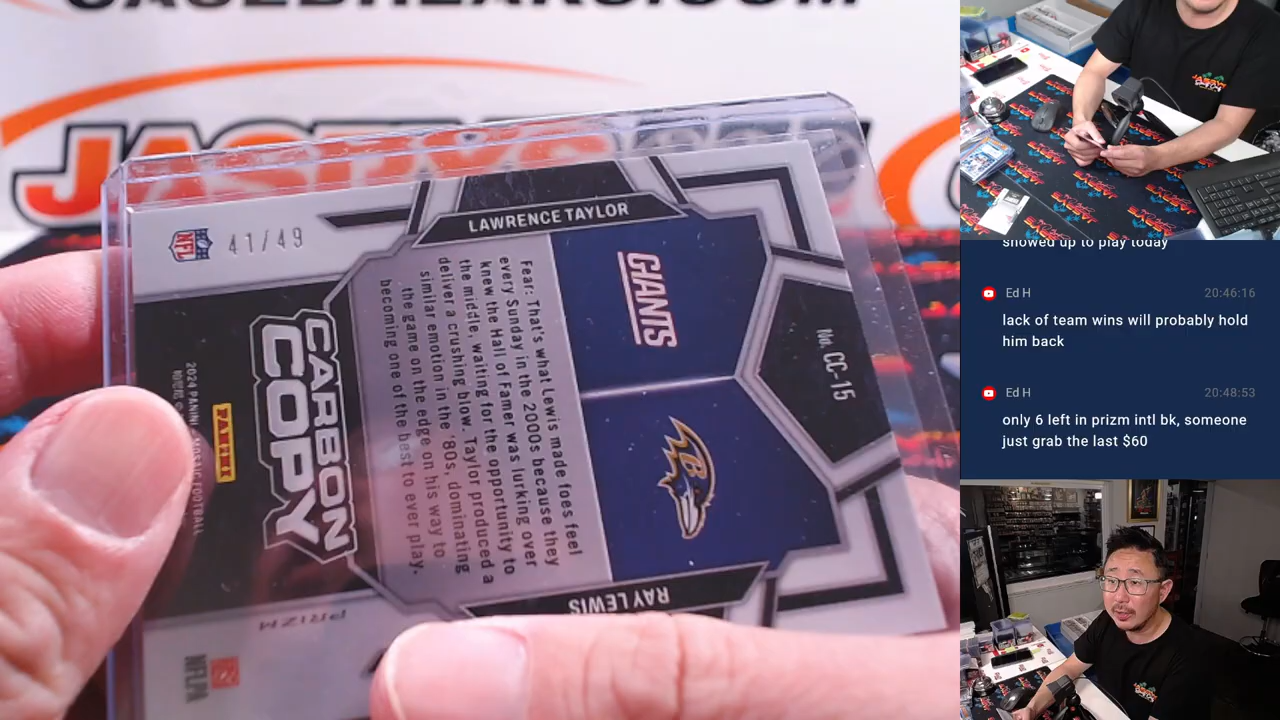 CASEBREAKS.COM
JASPYS
LAWRENCE TAYLOR
41/49
NFL
GIANTS
No. CC-15
Fear: That's what Lewis made foes feel
every Sunday in the 2000s because they
knew the Hall of Famer was lurking over
the middle, waiting for the opportunity to
deliver a crushing blow. Taylor produced a
similar emotion in the '80s, dominating
the game on the edge on his way to
becoming one of the best to ever play.
CARBON
COPY
PANINI
PRIZM
RAY LEWIS
NFLPA
showed up to play today
Ed H
20:46:16
lack of team wins will probably hold
him back
Ed H
20:48:53
only 6 left in prizm intl bk, someone
just grab the last $60